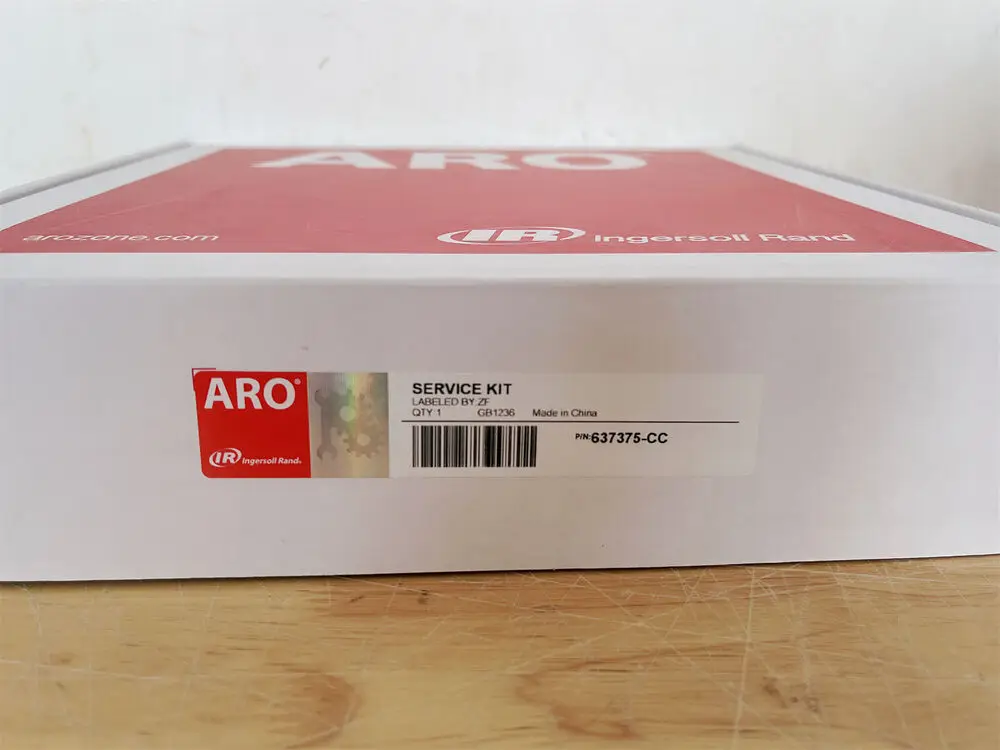 ARO
arozone.com
IR Ingersoll Rand
ARO®
IR Ingersoll Rand®
SERVICE KIT
LABELED BY:ZF
QTY 1 GB1236 Made in China
P/N:637375-CC